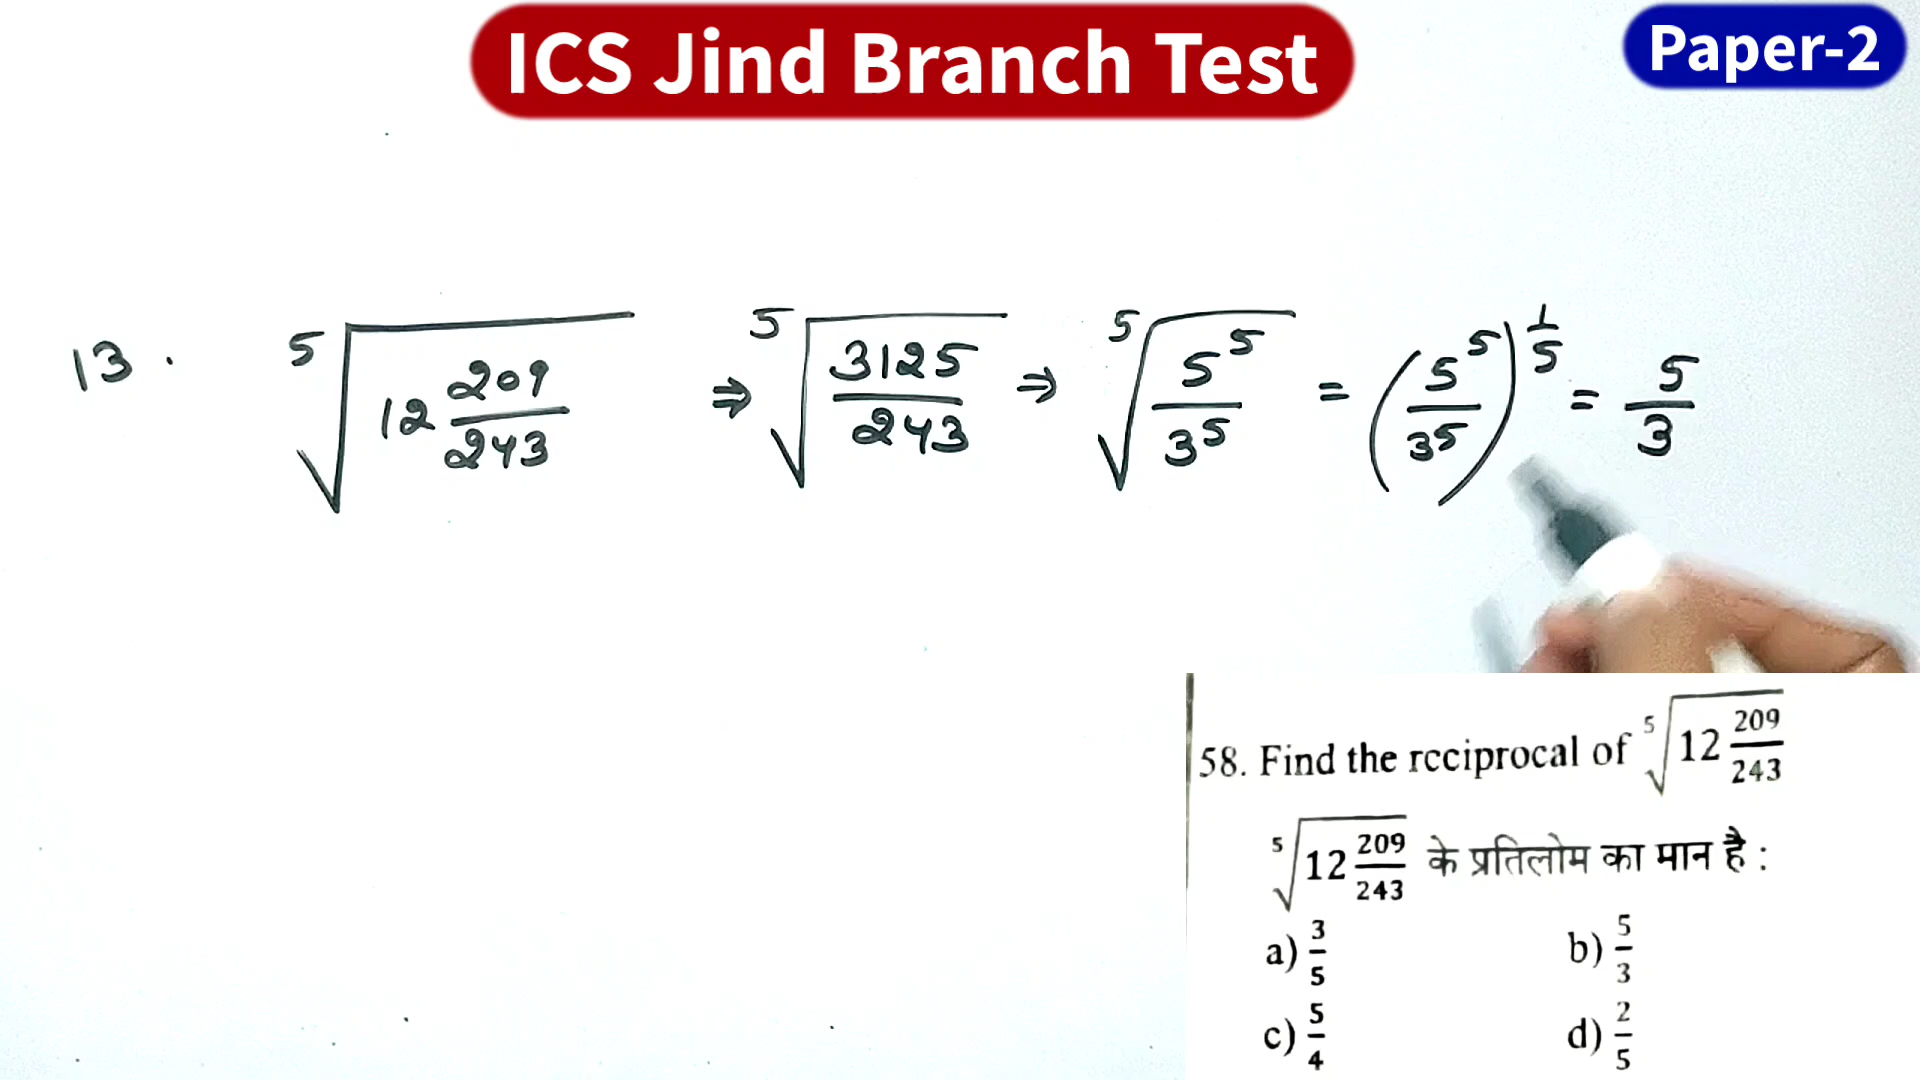 ICS Jind Branch Test
Paper-2
13. ⁵√(12 209/243) ⇒ ⁵√(3125/243) ⇒ ⁵√(5⁵/3⁵) = (5⁵/3⁵)^(1/5) = 5/3
58. Find the rcciprocal of ⁵√(12 209/243)
⁵√(12 209/243) के प्रतिलोम का मान है :
a) 3/5 b) 5/3
c) 5/4 d) 2/5